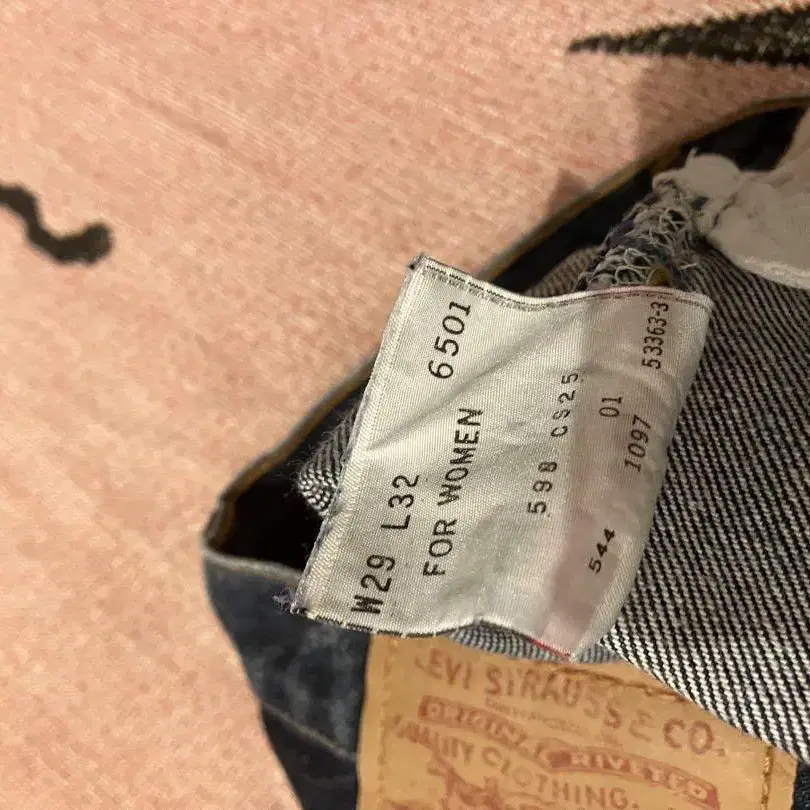 W29 L32 6501
FOR WOMEN
598 CS25
544 1097 01 53363-3
LEVI STRAUSS & CO.
ORIGINAL RIVETED
QUALITY CLOTHING